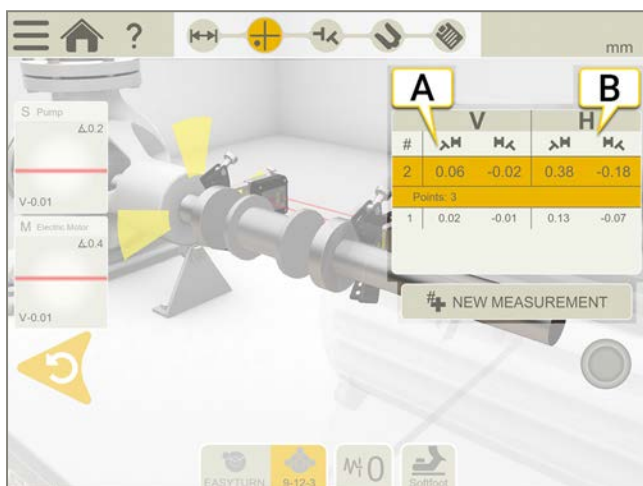 ?
mm
A
B
S Pump
0.2
V-0.01
M Electric Motor
0.4
V-0.01
V H
#
2 0.06 -0.02 0.38 -0.18
Points: 3
1 0.02 -0.01 0.13 -0.07
# NEW MEASUREMENT
EASYTURN 9-12-3 0 Softfoot